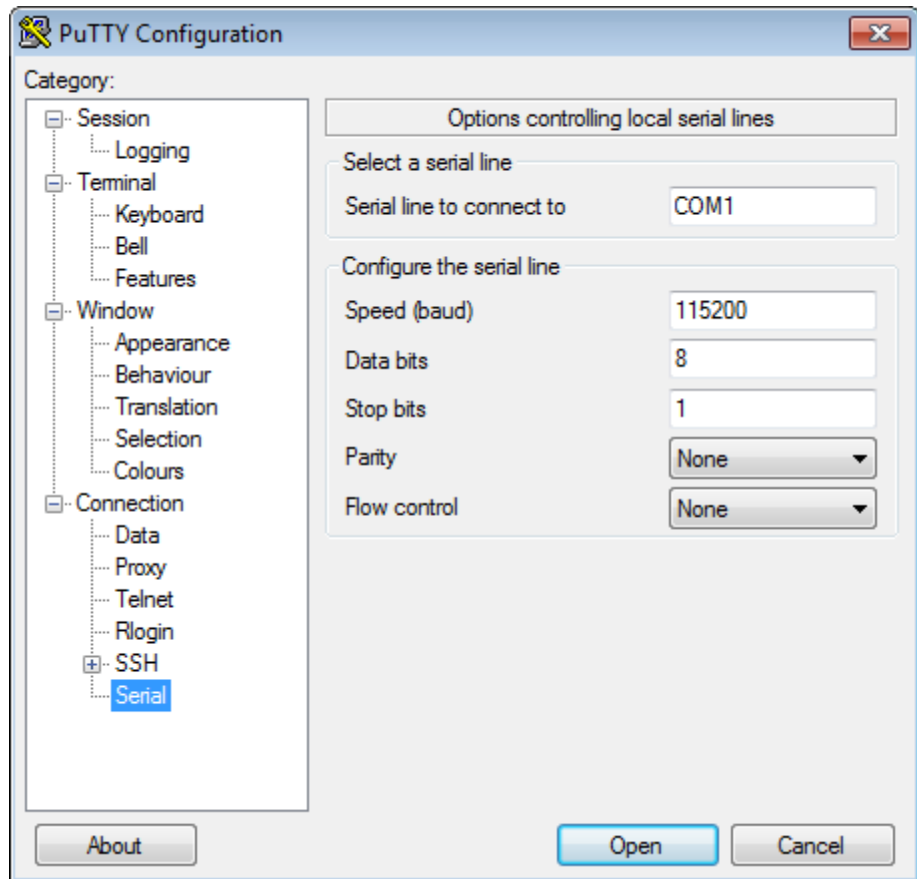 PuTTY Configuration
Category:
Session
Logging
Terminal
Keyboard
Bell
Features
Window
Appearance
Behaviour
Translation
Selection
Colours
Connection
Data
Proxy
Telnet
Rlogin
SSH
Serial
Options controlling local serial lines
Select a serial line
Serial line to connect to COM1
Configure the serial line
Speed (baud) 115200
Data bits 8
Stop bits 1
Parity None
Flow control None
About Open Cancel